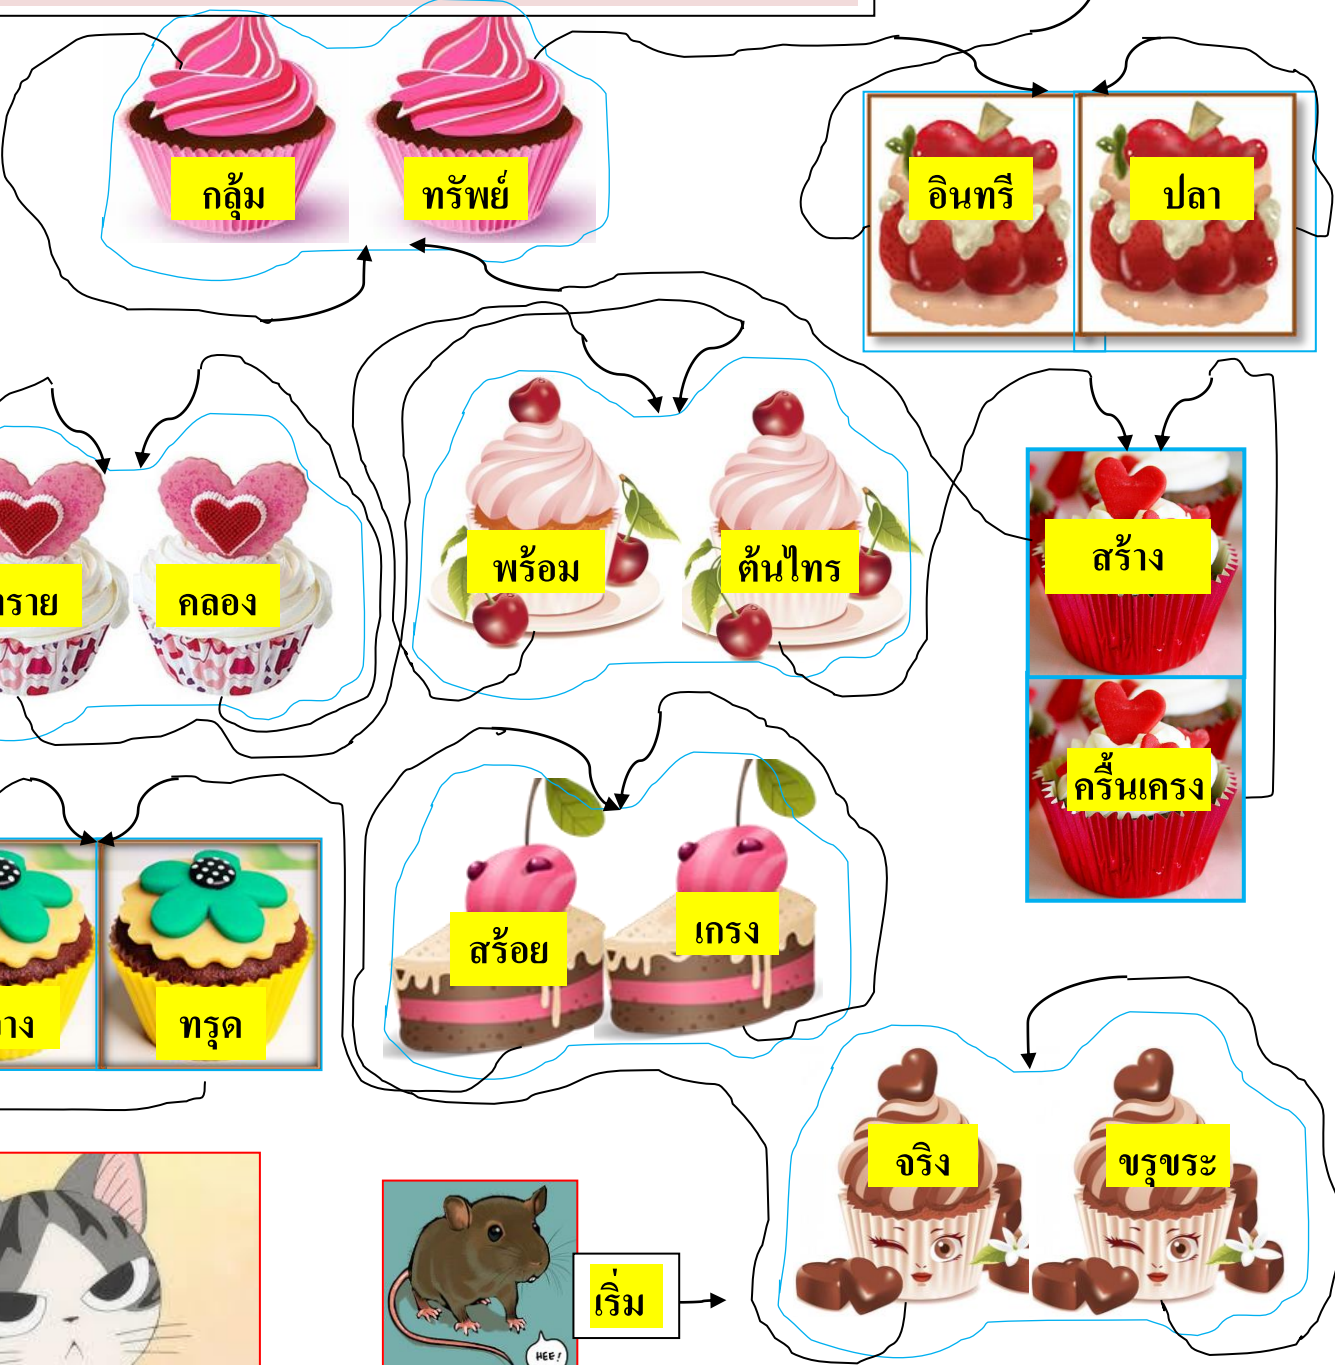 กลุ้ม
ทรัพย์
อินทรี
ปลา
พร้อม
ต้นไทร
สร้าง
คลอง
ครื้นเครง
สร้อย
เกรง
ทรุด
จริง
ขรุขระ
เริ่ม
HEE!